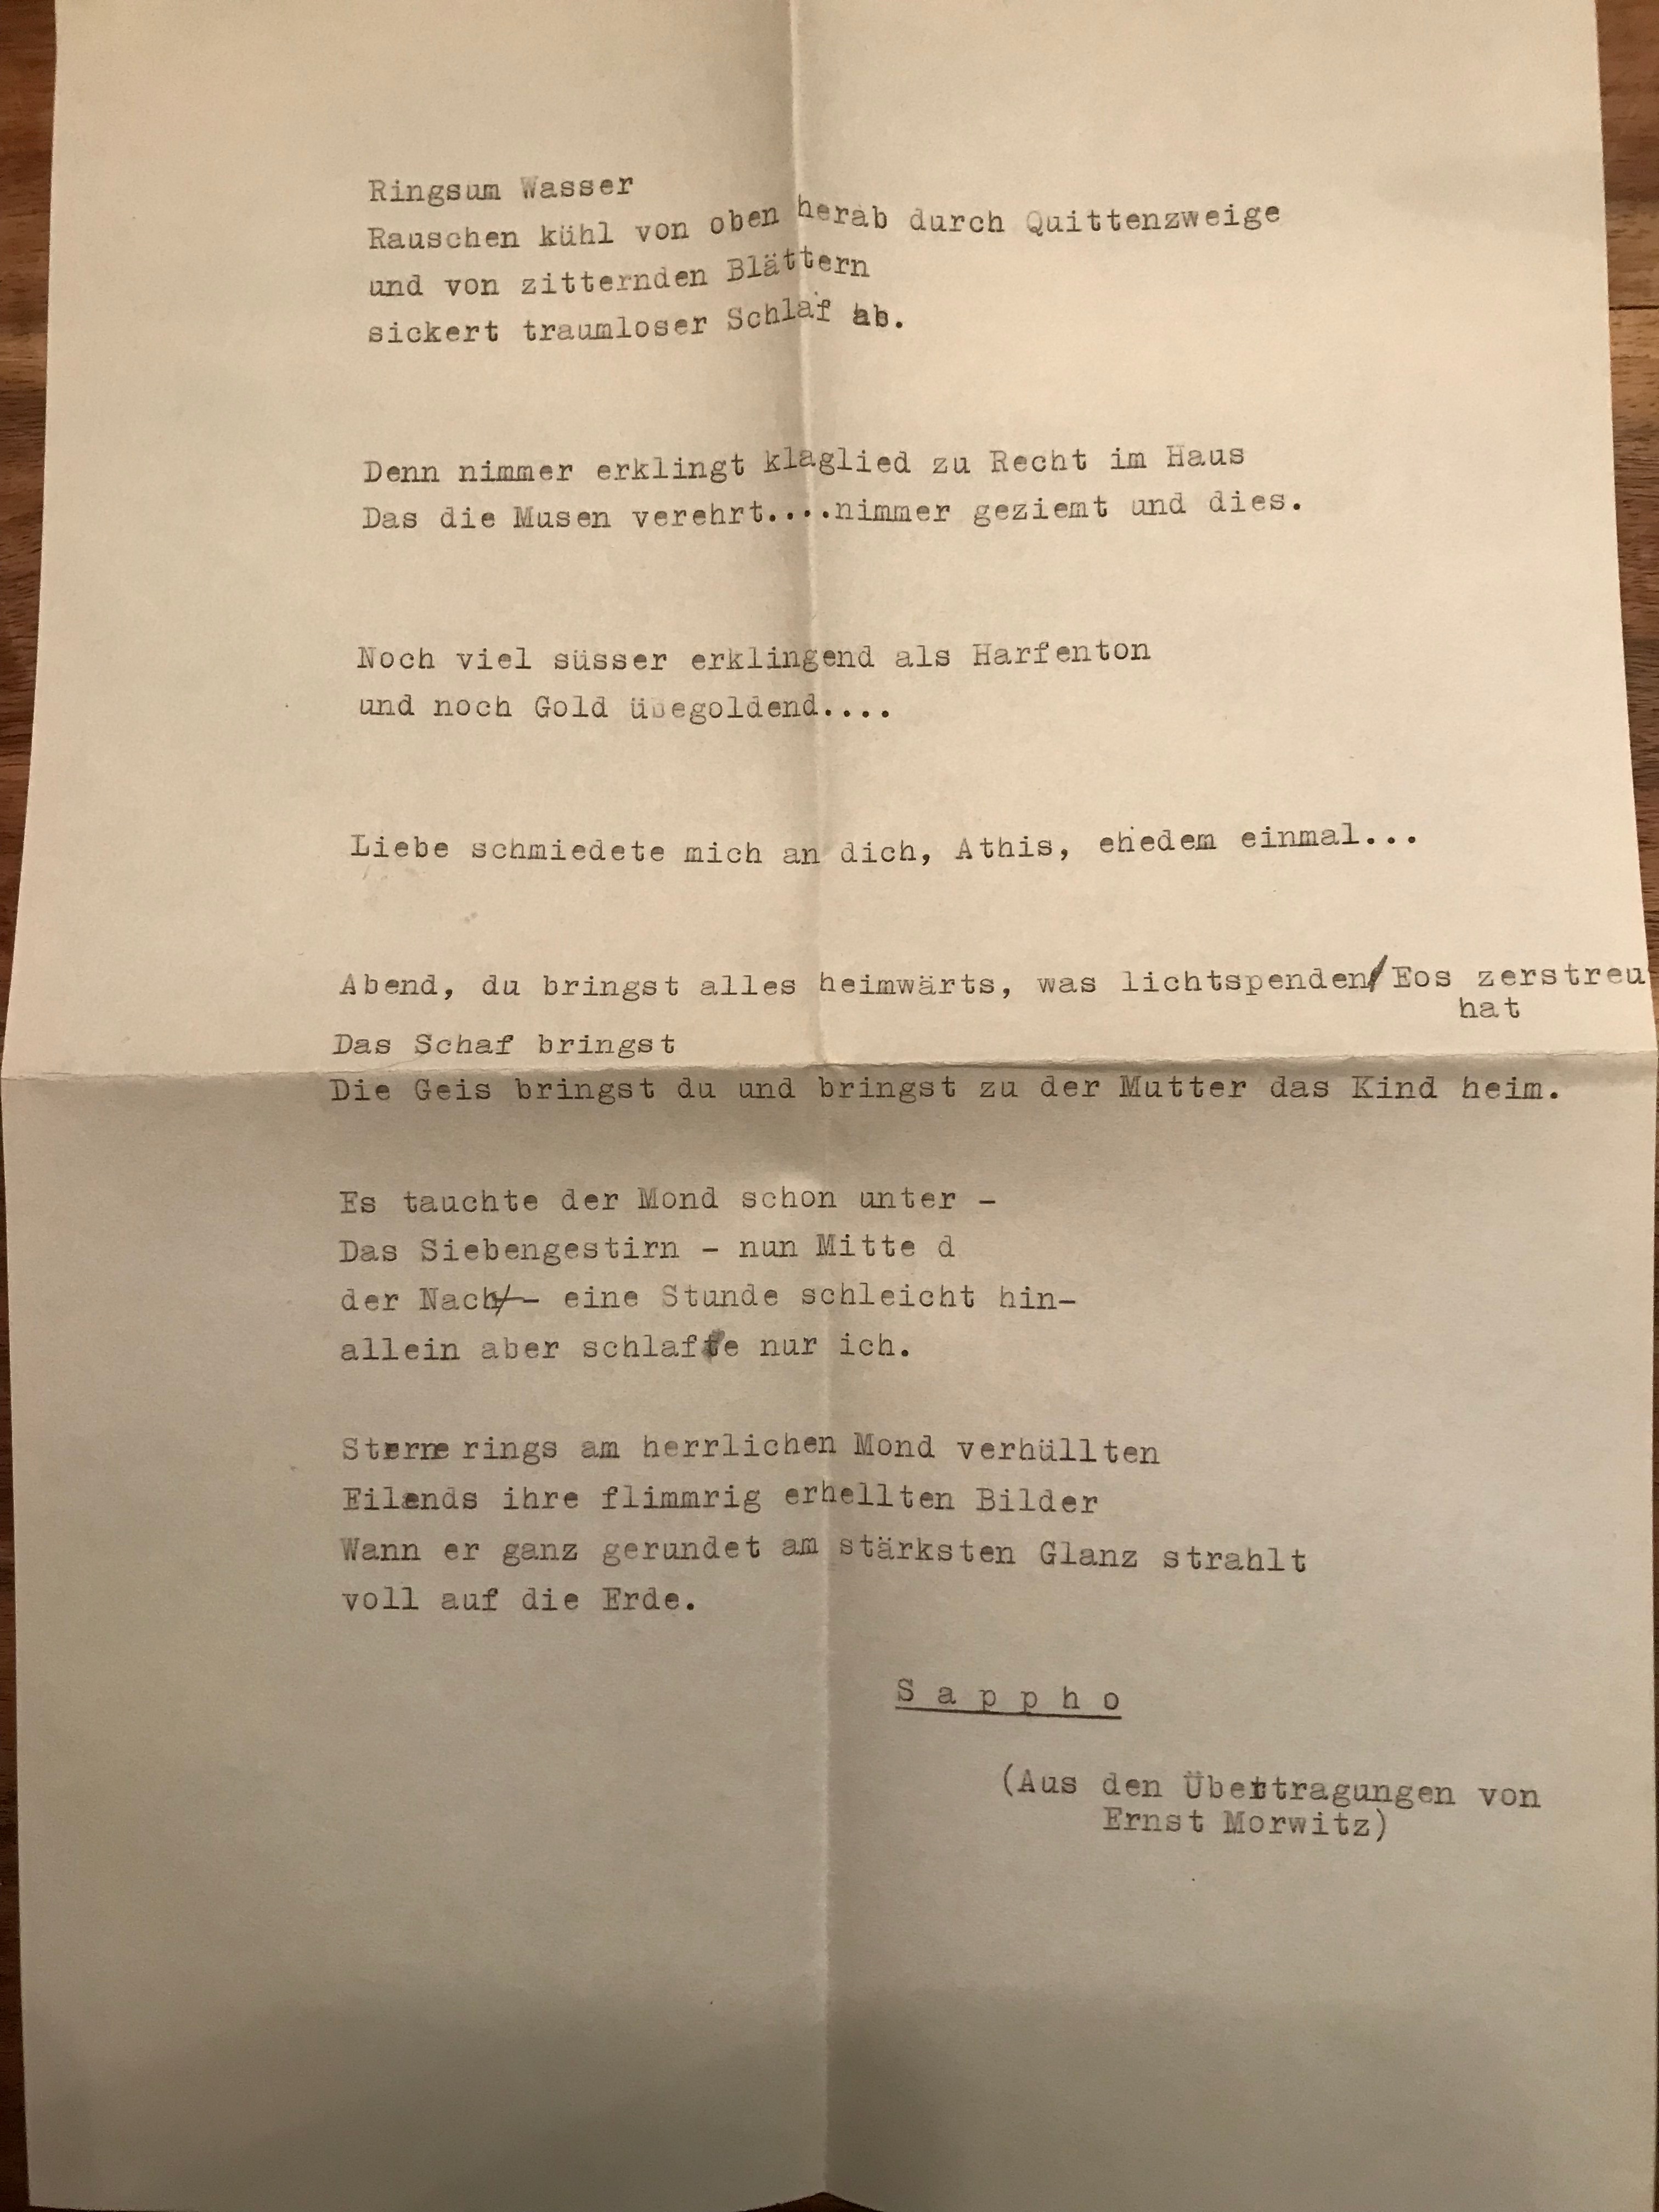 Ringsum Wasser
Rauschen kühl von oben herab durch Quittenzweige
und von zitternden Blättern
sickert traumloser Schlaf ab.
Denn nimmer erklingt klaglied zu Recht im Haus
Das die Musen verehrt....nimmer geziemt und dies.
Noch viel süsser erklingend als Harfenton
und noch Gold übegoldend....
Liebe schmiedete mich an dich, Athis, ehedem einmal...
Abend, du bringst alles heimwärts, was lichtspenden/Eos zerstreu
hat
Das Schaf bringst
Die Geis bringst du und bringst zu der Mutter das Kind heim.
Es tauchte der Mond schon unter -
Das Siebengestirn - nun Mitte d
der Nach/- eine Stunde schleicht hin-
allein aber schlafe nur ich.
Sterne rings am herrlichen Mond verhüllten
Eilends ihre flimmrig erhellten Bilder
Wann er ganz gerundet am stärksten Glanz strahlt
voll auf die Erde.
S a p p h o
(Aus den Übertragungen von
Ernst Morwitz)